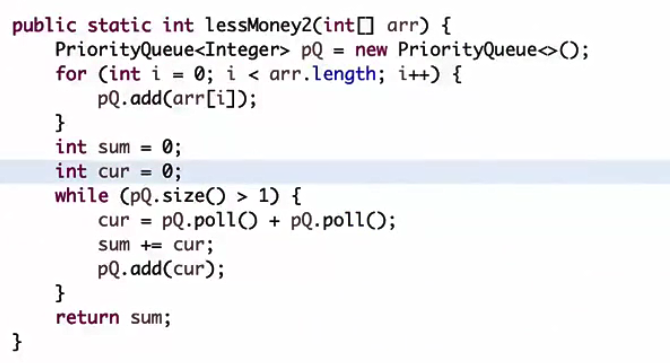 public static int lessMoney2(int[] arr) {
    PriorityQueue<Integer> pQ = new PriorityQueue<>();
    for (int i = 0; i < arr.length; i++) {
        pQ.add(arr[i]);
    }
    int sum = 0;
    int cur = 0;
    while (pQ.size() > 1) {
        cur = pQ.poll() + pQ.poll();
        sum += cur;
        pQ.add(cur);
    }
    return sum;
}